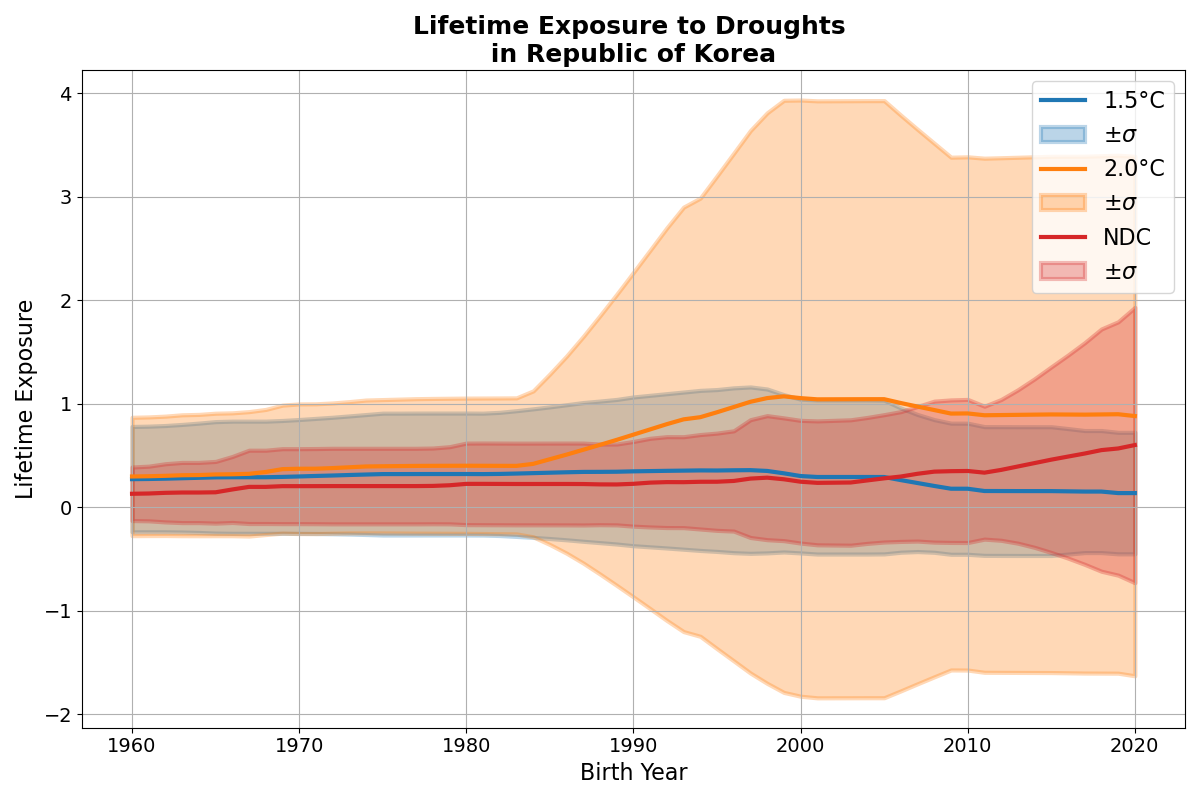 Lifetime Exposure to Droughts
in Republic of Korea
Lifetime Exposure
4
3
2
1
0
−1
−2
1960
1970
1980
1990
2000
2010
2020
Birth Year
1.5°C
±σ
2.0°C
±σ
NDC
±σ